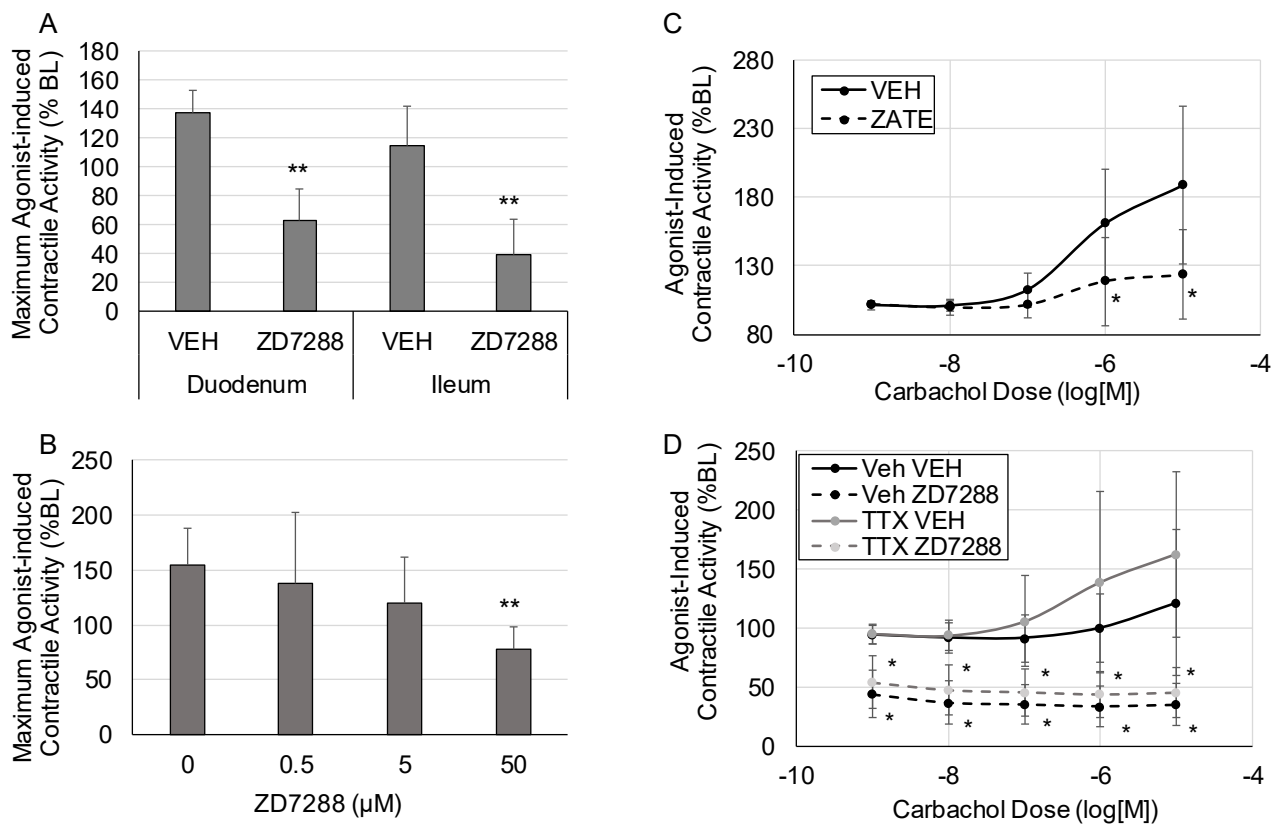 A
Maximum Agonist-induced
Contractile Activity (% BL)
180
160
140
120
100
80
60
40
20
0
**
**
VEH
ZD7288
VEH
ZD7288
Duodenum
Ileum
B
Maximum Agonist-induced
Contractile Activity (%BL)
250
200
150
100
50
0
**
0
0.5
5
50
ZD7288 (µM)
C
Agonist-Induced
Contractile Activity (%BL)
280
230
180
130
80
VEH
ZATE
*
*
-10
-8
-6
-4
Carbachol Dose (log[M])
D
Agonist-Induced
Contractile Activity (%BL)
250
200
150
100
50
0
Veh VEH
Veh ZD7288
TTX VEH
TTX ZD7288
*
*
*
*
*
*
*
*
*
*
-10
-8
-6
-4
Carbachol Dose (log[M])